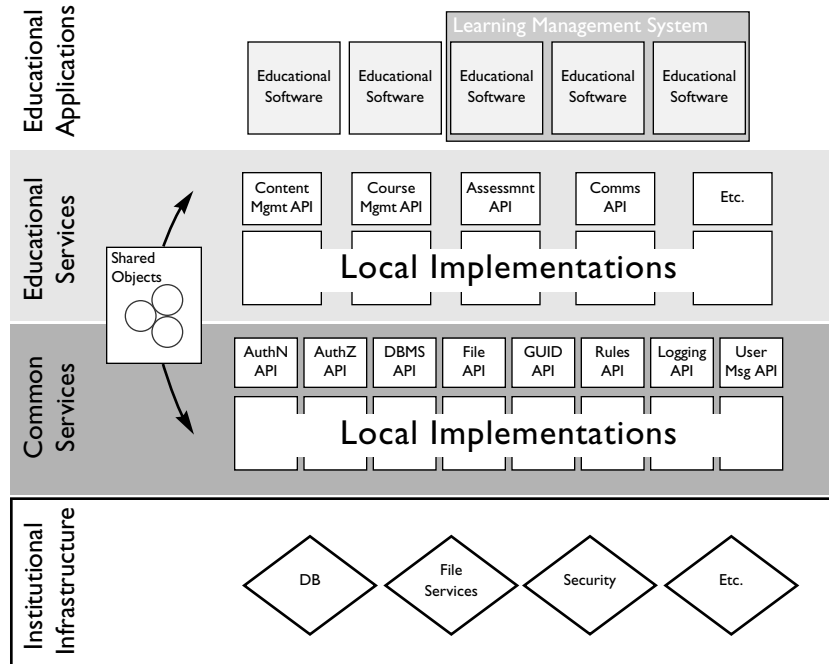 Educational
Applications
Learning Management System
Educational
Software
Educational
Software
Educational
Software
Educational
Software
Educational
Software
Educational
Services
Content
Mgmt API
Course
Mgmt API
Assessmnt
API
Comms
API
Etc.
Shared
Objects
Local Implementations
Common
Services
AuthN
API
AuthZ
API
DBMS
API
File
API
GUID
API
Rules
API
Logging
API
User
Msg API
Local Implementations
Institutional
Infrastructure
DB
File
Services
Security
Etc.